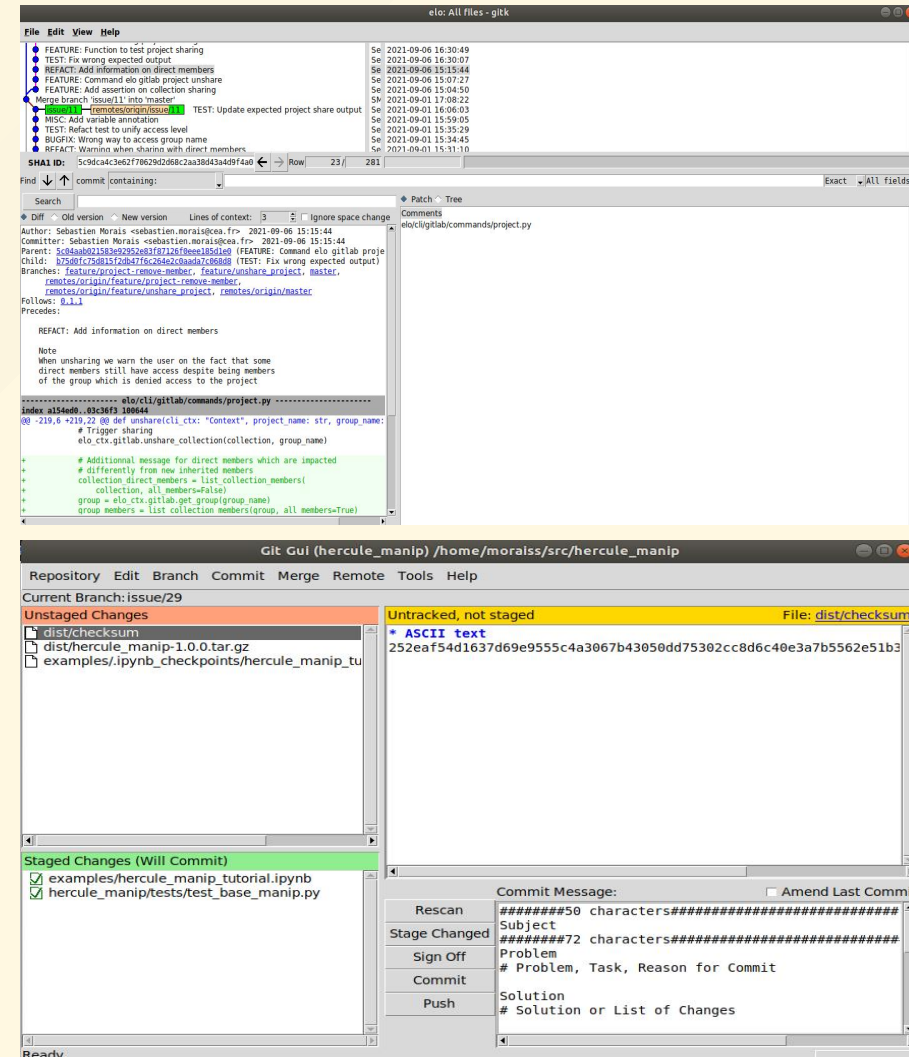 elo: All files - gitk
File Edit View Help
FEATURE: Function to test project sharing Se 2021-09-06 16:30:49
TEST: Fix wrong expected output Se 2021-09-06 16:30:07
REFACT: Add information on direct members Se 2021-09-06 15:15:44
FEATURE: Command elo gitlab project unshare Se 2021-09-06 15:07:27
FEATURE: Add assertion on collection sharing Se 2021-09-06 15:04:50
Merge branch 'issue/11' into 'master' SM 2021-09-01 17:08:22
issue/11 remotes/origin/issue/11 TEST: Update expected project share output Se 2021-09-01 16:06:03
MISC: Add variable annotation Se 2021-09-01 15:59:05
TEST: Refact test to unify access level Se 2021-09-01 15:35:29
BUGFIX: Wrong way to access group name Se 2021-09-01 15:34:45
REFACT: Warning when sharing with direct members Se 2021-09-01 15:31:10
SHA1 ID: 5c9dca4c3e62f70629d2d68c2aa38d43a4d9f4a0 Row 23 / 281
Find commit containing: Exact All fields
Search
Patch Tree
Diff Old version New version Lines of context: 3 Ignore space change
Comments
elo/cli/gitlab/commands/project.py
Author: Sebastien Morais <sebastien.morais@cea.fr> 2021-09-06 15:15:44
Committer: Sebastien Morais <sebastien.morais@cea.fr> 2021-09-06 15:15:44
Parent: 5c04aab021583e92952e83f87126f0eee185d1e0 (FEATURE: Command elo gitlab proje
Child: b75d0fc75d815f2db47f6c264e2c0aada7c068d8 (TEST: Fix wrong expected output)
Branches: feature/project-remove-member, feature/unshare_project, master,
remotes/origin/feature/project-remove-member,
remotes/origin/feature/unshare_project, remotes/origin/master
Follows: 0.1.1
Precedes:
REFACT: Add information on direct members
Note
When unsharing we warn the user on the fact that some
direct members still have access despite being members
of the group which is denied access to the project
---------------------- elo/cli/gitlab/commands/project.py ----------------------
index a154ed0..03c36f3 100644
@@ -219,6 +219,22 @@ def unshare(cli_ctx: "Context", project_name: str, group_name:
# Trigger sharing
elo_ctx.gitlab.unshare_collection(collection, group_name)
+
+ # Additionnal message for direct members which are impacted
+ # differently from new inherited members
+ collection_direct_members = list_collection_members(
+ collection, all_members=False)
+ group = elo_ctx.gitlab.get_group(group_name)
+ group_members = list_collection_members(group, all_members=True)
Git Gui (hercule_manip) /home/moraiss/src/hercule_manip
Repository Edit Branch Commit Merge Remote Tools Help
Current Branch: issue/29
Unstaged Changes
dist/checksum
dist/hercule_manip-1.0.0.tar.gz
examples/.ipynb_checkpoints/hercule_manip_tu
Untracked, not staged File: dist/checksum
* ASCII text
252eaf54d1637d69e9555c4a3067b43050dd75302cc8d6c40e3a7b5562e51b3
Staged Changes (Will Commit)
examples/hercule_manip_tutorial.ipynb
hercule_manip/tests/test_base_manip.py
Commit Message: Amend Last Commi
Rescan
Stage Changed
Sign Off
Commit
Push
########50 characters############################
Subject
########72 characters############################
Problem
# Problem, Task, Reason for Commit
Solution
# Solution or List of Changes
Ready.